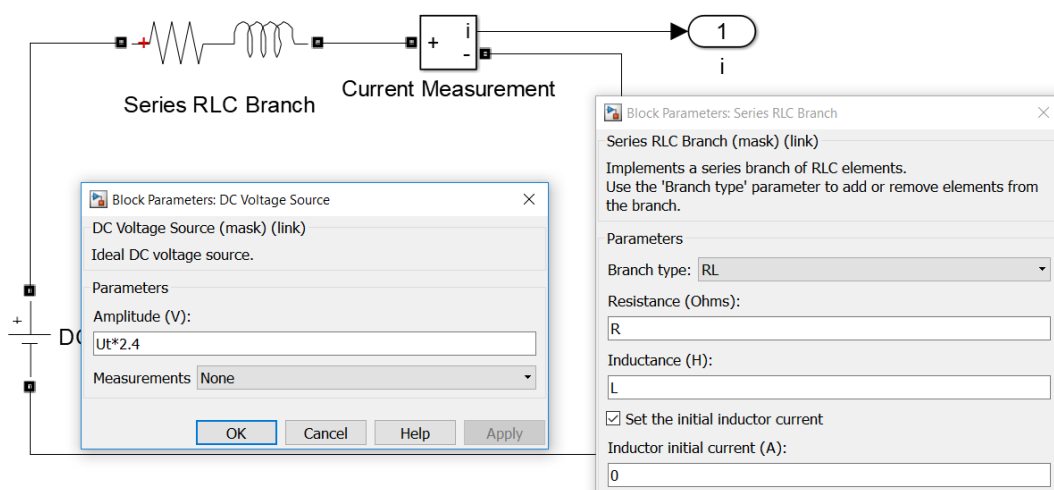 +
i
-
1
i
Series RLC Branch
Current Measurement
+
DC
Block Parameters: DC Voltage Source
DC Voltage Source (mask) (link)
Ideal DC voltage source.
Parameters
Amplitude (V):
Ut*2.4
Measurements None
OK Cancel Help Apply
Block Parameters: Series RLC Branch
Series RLC Branch (mask) (link)
Implements a series branch of RLC elements.
Use the 'Branch type' parameter to add or remove elements from
the branch.
Parameters
Branch type: RL
Resistance (Ohms):
R
Inductance (H):
L
Set the initial inductor current
Inductor initial current (A):
0